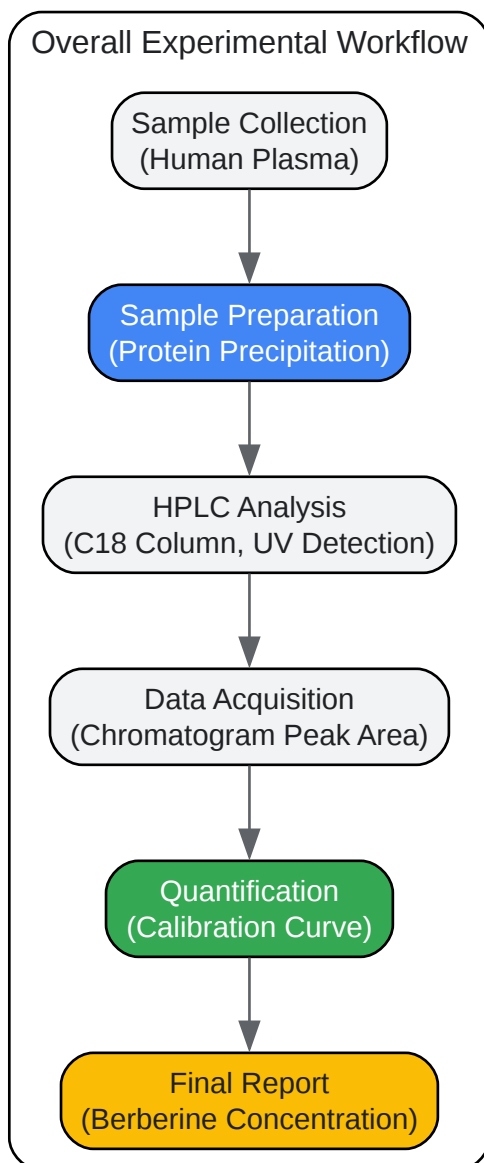 Overall Experimental Workflow
Sample Collection
(Human Plasma)
Sample Preparation
(Protein Precipitation)
HPLC Analysis
(C18 Column, UV Detection)
Data Acquisition
(Chromatogram Peak Area)
Quantification
(Calibration Curve)
Final Report
(Berberine Concentration)